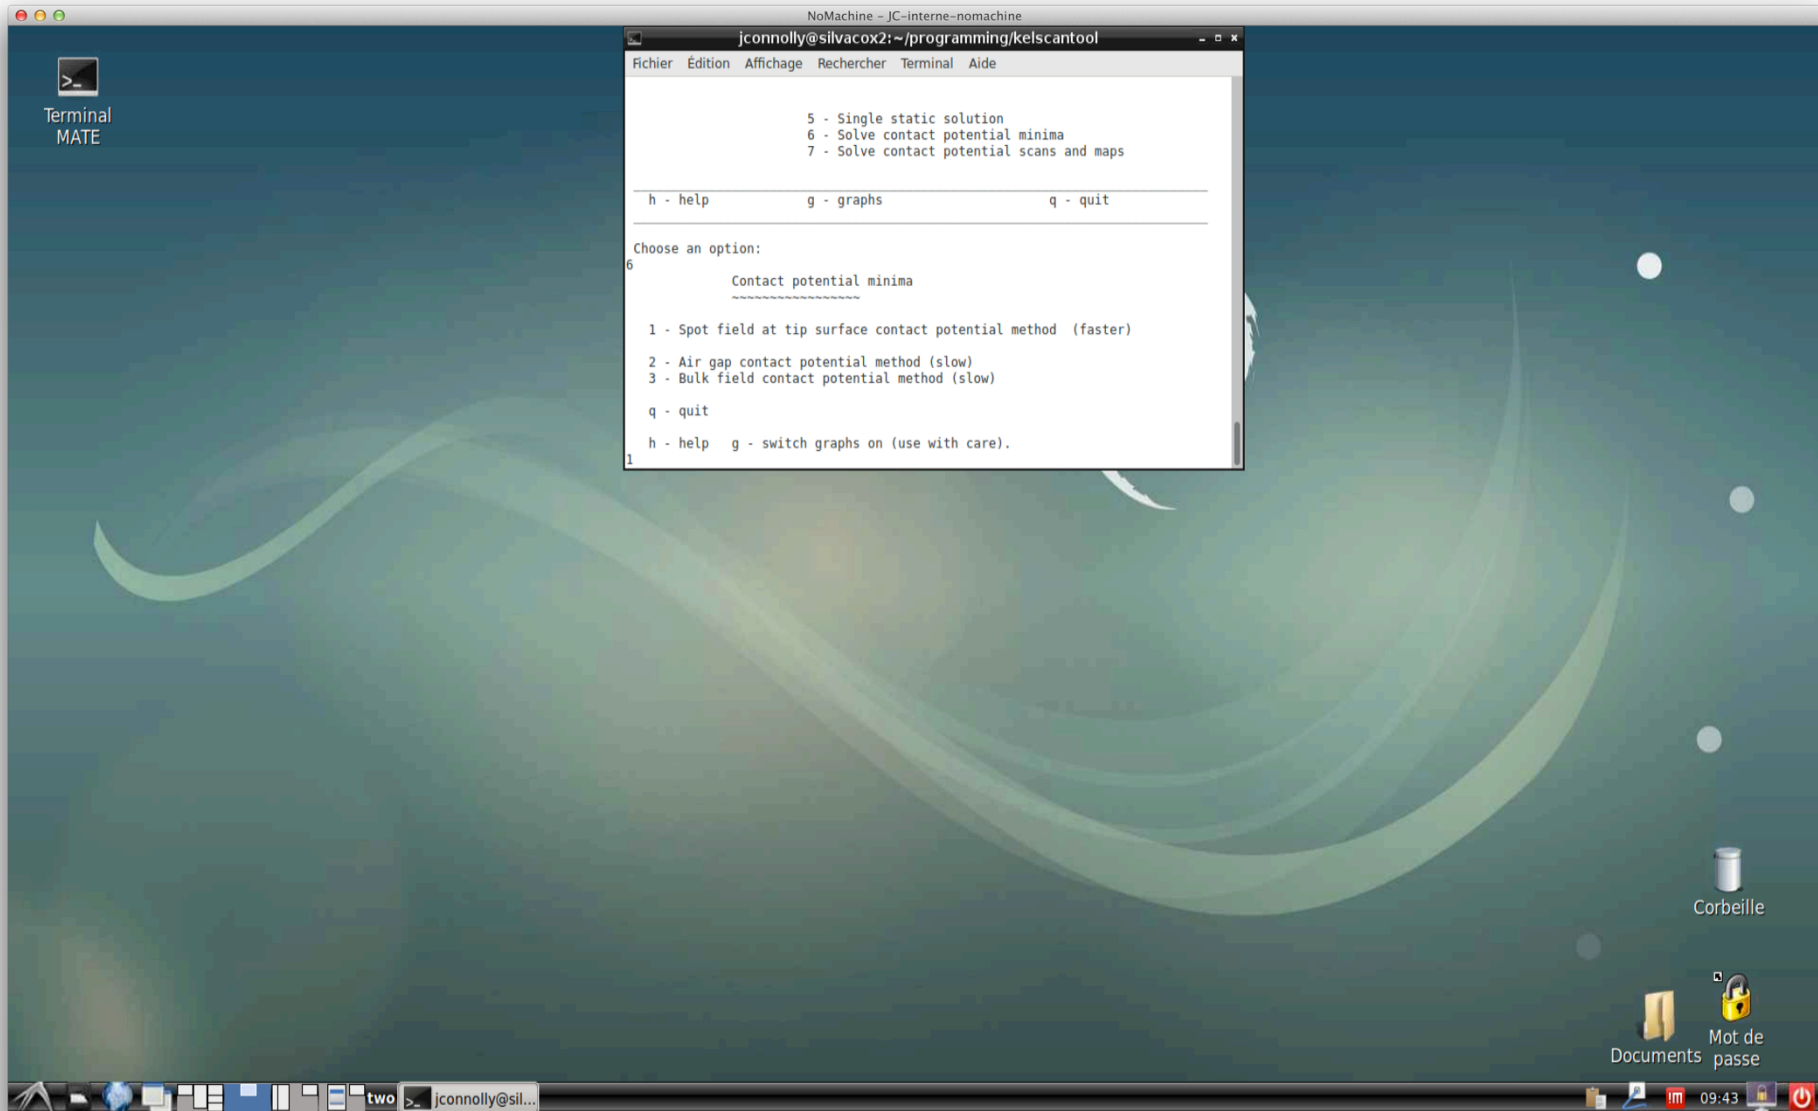 NoMachine - JC-interne-nomachine
jconnolly@silvacox2:~/programming/kelscantool
Fichier Édition Affichage Rechercher Terminal Aide
Terminal
MATE
5 - Single static solution
6 - Solve contact potential minima
7 - Solve contact potential scans and maps
h - help g - graphs q - quit
Choose an option:
6
Contact potential minima
~~~~~~~~~~~~~~~~~
1 - Spot field at tip surface contact potential method (faster)
2 - Air gap contact potential method (slow)
3 - Bulk field contact potential method (slow)
q - quit
h - help g - switch graphs on (use with care).
1
Corbeille
Documents
Mot de
passe
two
jconnolly@sil...
!M
09:43